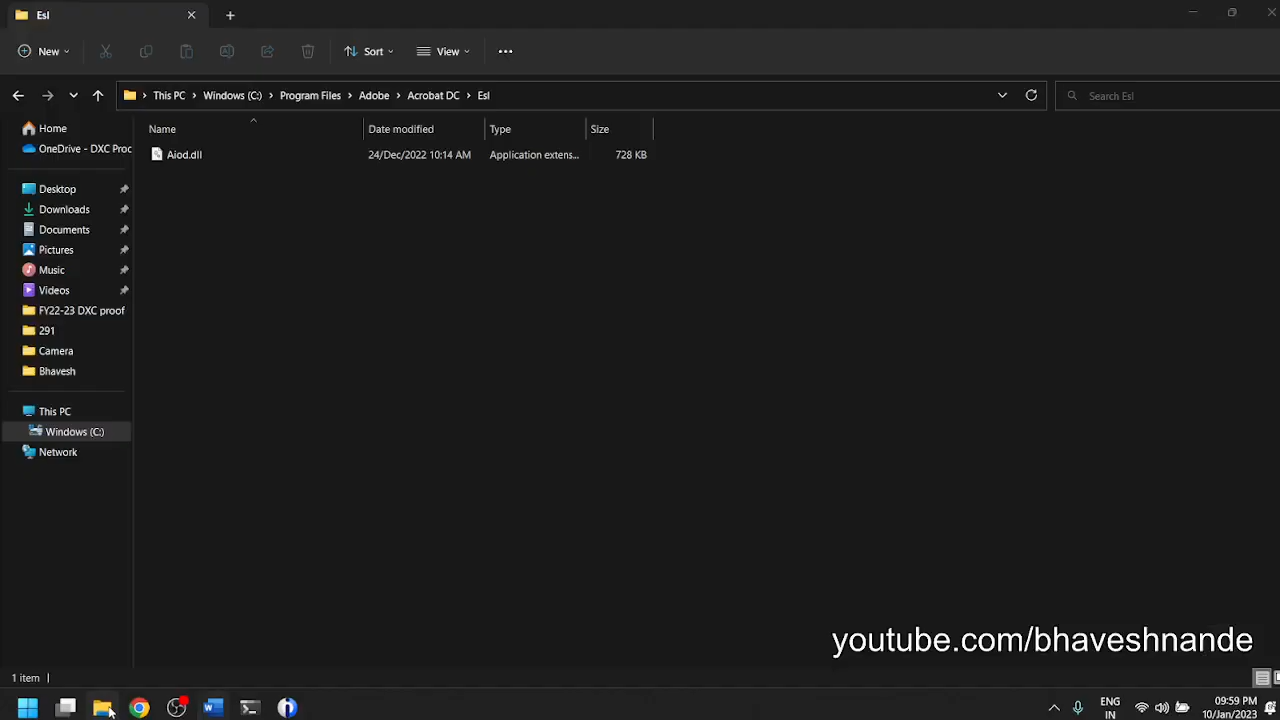 Esl
New
Sort
View
This PC
Windows (C:)
Program Files
Adobe
Acrobat DC
Esl
Search Esl
Home
OneDrive - DXC Pro
Desktop
Downloads
Documents
Pictures
Music
Videos
FY22-23 DXC proof
291
Camera
Bhavesh
This PC
Windows (C:)
Network
Name
Date modified
Type
Size
Aiod.dll
24/Dec/2022 10:14 AM
Application extens...
728 KB
youtube.com/bhaveshnande
1 item
ENG
IN
09:59 PM
10/Jan/2023